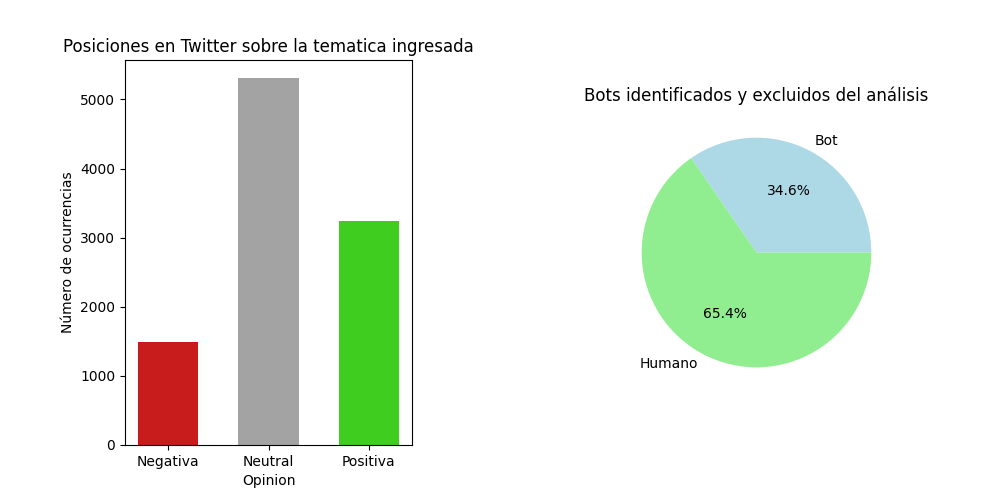 Posiciones en Twitter sobre la tematica ingresada
Número de ocurrencias
5000
4000
3000
2000
1000
0
Negativa
Neutral
Positiva
Opinion
Bots identificados y excluidos del análisis
Bot
34.6%
65.4%
Humano